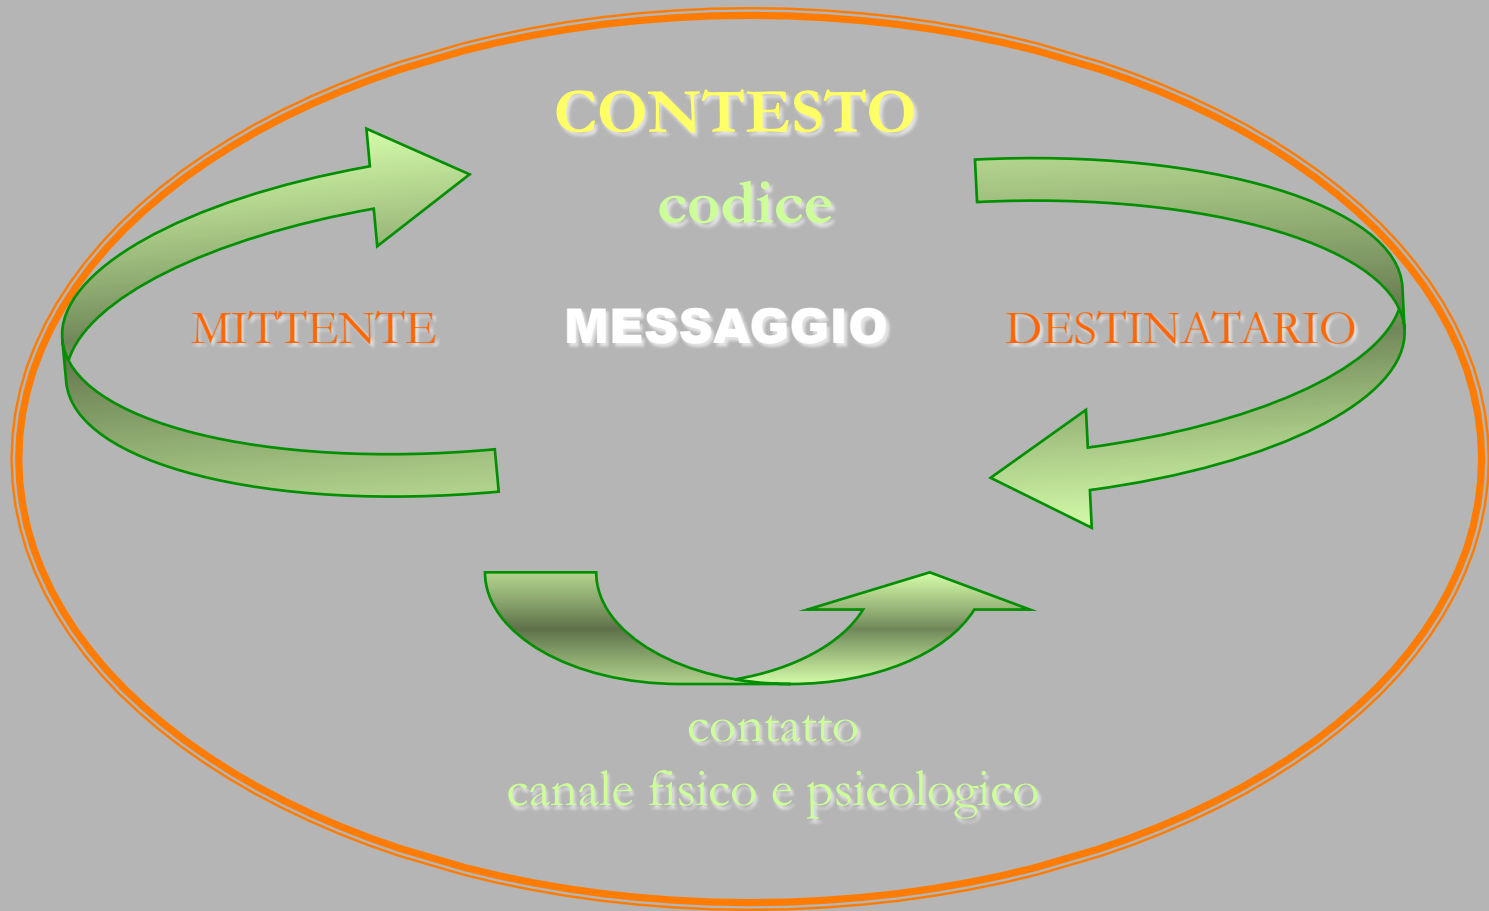 CONTESTO
codice
MITTENTE MESSAGGIO DESTINATARIO
contatto
canale fisico e psicologico